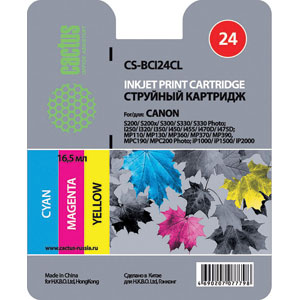 cactus
24
CS-BCI24CL
INKJET PRINT CARTRIDGE
СТРУЙНЫЙ КАРТРИДЖ
For/для:
CANON
S200/ S200x/ S300/ S330/ S330 Photo;
i250/ i320/ i350/ i450/ i455/ i470D/ i475D;
MP110/ MP130/ MP360/ MP370/ MP390,
MPC190/ MPC200 Photo; iP1000/ iP1500/ iP2000
16,5 мл
CYAN
MAGENTA
YELLOW
www.cactus-russia.ru
Made in China
for H.X.B.O. Ltd, HongKong
Сделано в Китае
для H.X.B.O. Ltd, Гонконг
4690207077798